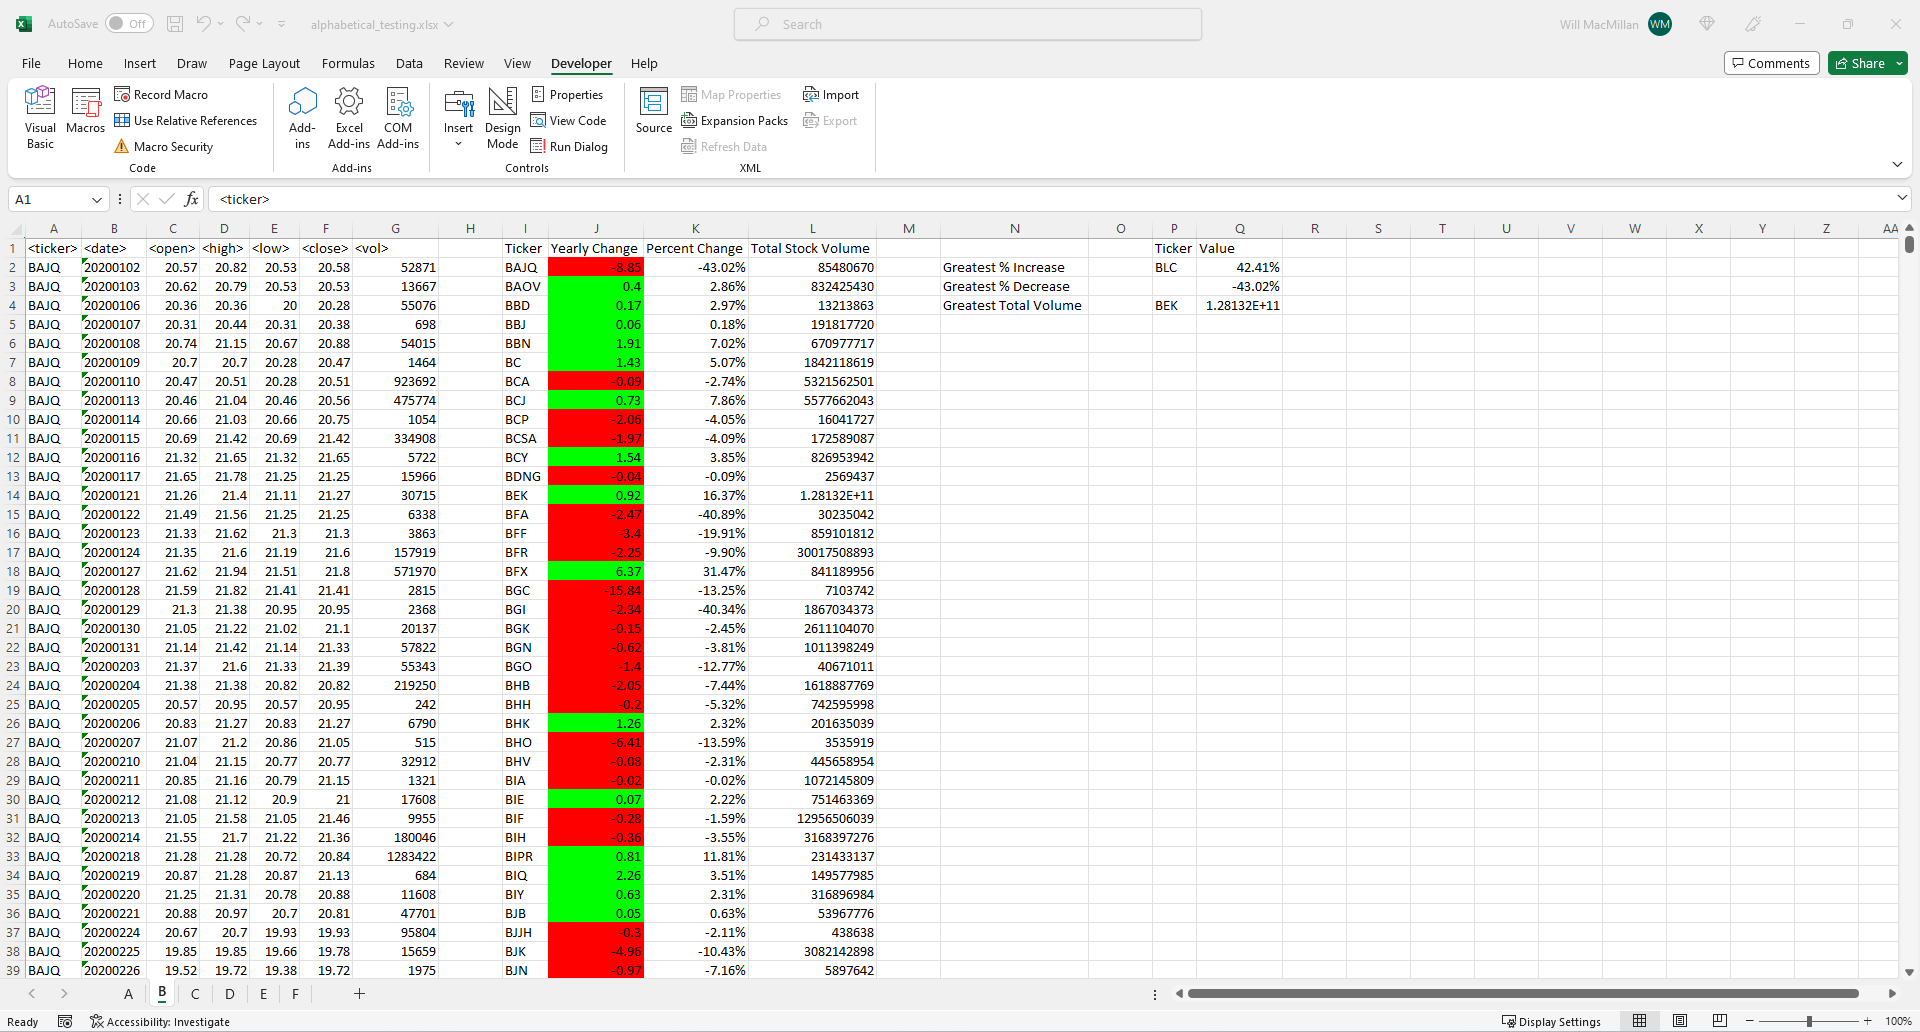 AutoSave Off alphabetical_testing.xlsx Search Will MacMillan WM
File Home Insert Draw Page Layout Formulas Data Review View Developer Help Comments Share
Visual Basic
Macros
Record Macro
Use Relative References
Macro Security
Code
Add-ins
Excel Add-ins
COM Add-ins
Add-ins
Insert
Design Mode
Properties
View Code
Run Dialog
Controls
Source
Map Properties
Expansion Packs
Refresh Data
Import
Export
XML
A1 fx <ticker>
A B C D E F G H I J K L M N O P Q R S T U V W X Y Z AA
1 <ticker> <date> <open> <high> <low> <close> <vol> Ticker Yearly Change Percent Change Total Stock Volume Ticker Value
2 BAJQ 20200102 20.57 20.82 20.53 20.58 52871 BAJQ -8.85 -43.02% 85480670 Greatest % Increase BLC 42.41%
3 BAJQ 20200103 20.62 20.79 20.53 20.53 13667 BAOV 0.4 2.86% 832425430 Greatest % Decrease -43.02%
4 BAJQ 20200106 20.36 20.36 20 20.28 55076 BBD 0.17 2.97% 13213863 Greatest Total Volume BEK 1.28132E+11
5 BAJQ 20200107 20.31 20.44 20.31 20.38 698 BBJ 0.06 0.18% 191817720
6 BAJQ 20200108 20.74 21.15 20.67 20.88 54015 BBN 1.91 7.02% 670977717
7 BAJQ 20200109 20.7 20.7 20.28 20.47 1464 BC 1.43 5.07% 1842118619
8 BAJQ 20200110 20.47 20.51 20.28 20.51 923692 BCA -0.09 -2.74% 5321562501
9 BAJQ 20200113 20.46 21.04 20.46 20.56 475774 BCJ 0.73 7.86% 5577662043
10 BAJQ 20200114 20.66 21.03 20.66 20.75 1054 BCP -2.06 -4.05% 16041727
11 BAJQ 20200115 20.69 21.42 20.69 21.42 334908 BCSA -1.97 -4.09% 172589087
12 BAJQ 20200116 21.32 21.65 21.32 21.65 5722 BCY 1.54 3.85% 826953942
13 BAJQ 20200117 21.65 21.78 21.25 21.25 15966 BDNG -0.04 -0.09% 2569437
14 BAJQ 20200121 21.26 21.4 21.11 21.27 30715 BEK 0.92 16.37% 1.28132E+11
15 BAJQ 20200122 21.49 21.56 21.25 21.25 6338 BFA -2.47 -40.89% 30235042
16 BAJQ 20200123 21.33 21.62 21.3 21.3 3863 BFF -3.4 -19.91% 859101812
17 BAJQ 20200124 21.35 21.6 21.19 21.6 157919 BFR -2.25 -9.90% 30017508893
18 BAJQ 20200127 21.62 21.94 21.51 21.8 571970 BFX 6.37 31.47% 841189956
19 BAJQ 20200128 21.59 21.82 21.41 21.41 2815 BGC -15.84 -13.25% 7103742
20 BAJQ 20200129 21.3 21.38 20.95 20.95 2368 BGI -2.34 -40.34% 1867034373
21 BAJQ 20200130 21.05 21.22 21.02 21.1 20137 BGK -0.15 -2.45% 2611104070
22 BAJQ 20200131 21.14 21.42 21.14 21.33 57822 BGN -0.62 -3.81% 1011398249
23 BAJQ 20200203 21.37 21.6 21.33 21.39 55343 BGO -1.4 -12.77% 40671011
24 BAJQ 20200204 21.38 21.38 20.82 20.82 219250 BHB -2.05 -7.44% 1618887769
25 BAJQ 20200205 20.57 20.95 20.57 20.95 242 BHH -0.2 -5.32% 742595998
26 BAJQ 20200206 20.83 21.27 20.83 21.27 6790 BHK 1.26 2.32% 201635039
27 BAJQ 20200207 21.07 21.2 20.86 21.05 515 BHO -6.41 -13.59% 3535919
28 BAJQ 20200210 21.04 21.15 20.77 20.77 32912 BHV -0.08 -2.31% 445658954
29 BAJQ 20200211 20.85 21.16 20.79 21.15 1321 BIA -0.02 -0.02% 1072145809
30 BAJQ 20200212 21.08 21.12 20.9 21 17608 BIE 0.07 2.22% 751463369
31 BAJQ 20200213 21.05 21.58 21.05 21.46 9955 BIF -0.28 -1.59% 12956506039
32 BAJQ 20200214 21.55 21.7 21.22 21.36 180046 BIH -0.36 -3.55% 3168397276
33 BAJQ 20200218 21.28 21.28 20.72 20.84 1283422 BIPR 0.81 11.81% 231433137
34 BAJQ 20200219 20.87 21.28 20.87 21.13 684 BIQ 2.26 3.51% 149577985
35 BAJQ 20200220 21.25 21.31 20.78 20.88 11608 BIY 0.63 2.31% 316896984
36 BAJQ 20200221 20.88 20.97 20.7 20.81 47701 BJB 0.05 0.63% 53967776
37 BAJQ 20200224 20.67 20.7 19.93 19.93 95804 BJJH -0.3 -2.11% 438638
38 BAJQ 20200225 19.85 19.85 19.66 19.78 15659 BJK -4.96 -10.43% 3082142898
39 BAJQ 20200226 19.52 19.72 19.38 19.72 1975 BJN -0.97 -7.16% 5897642
A B C D E F
Ready Accessibility: Investigate Display Settings 100%